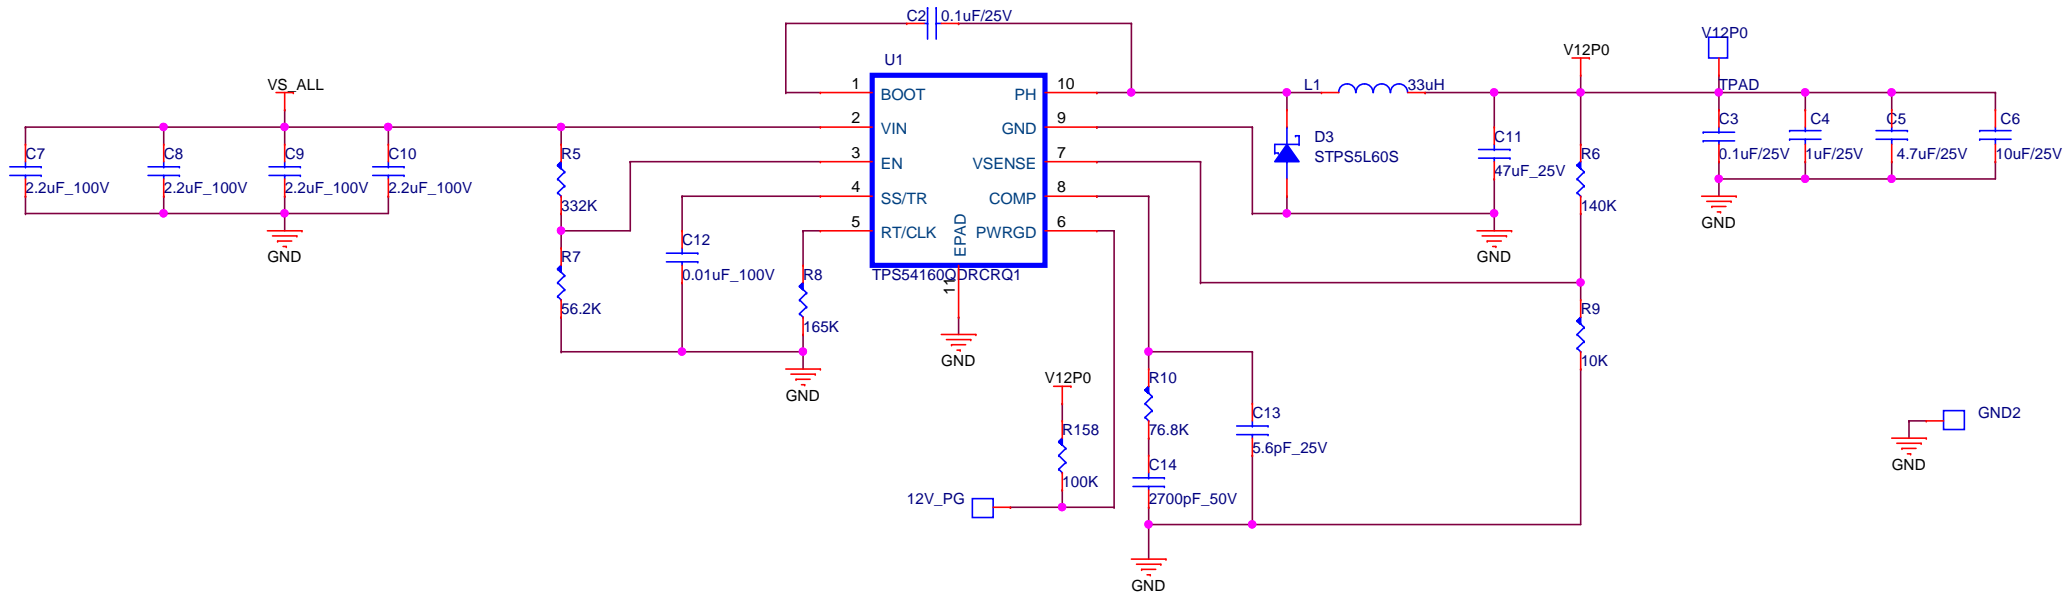 C2 0.1uF/25V
U1
VS_ALL
V12P0
V12P0
TPAD
1 BOOT
2 VIN
3 EN
4 SS/TR
5 RT/CLK
PH 10
GND 9
VSENSE 7
COMP 8
PWRGD 6
EPAD
11
TPS54160QDRCRQ1
GND
L1 33uH
C7
2.2uF_100V
C8
2.2uF_100V
C9
2.2uF_100V
C10
2.2uF_100V
GND
R5
332K
R7
56.2K
C12
0.01uF_100V
R8
165K
GND
D3
STPS5L60S
C11
47uF_25V
GND
R6
140K
R9
10K
C3
0.1uF/25V
C4
1uF/25V
C5
4.7uF/25V
C6
10uF/25V
GND
V12P0
R158
100K
12V_PG
R10
76.8K
C14
2700pF_50V
C13
5.6pF_25V
GND
GND2
GND